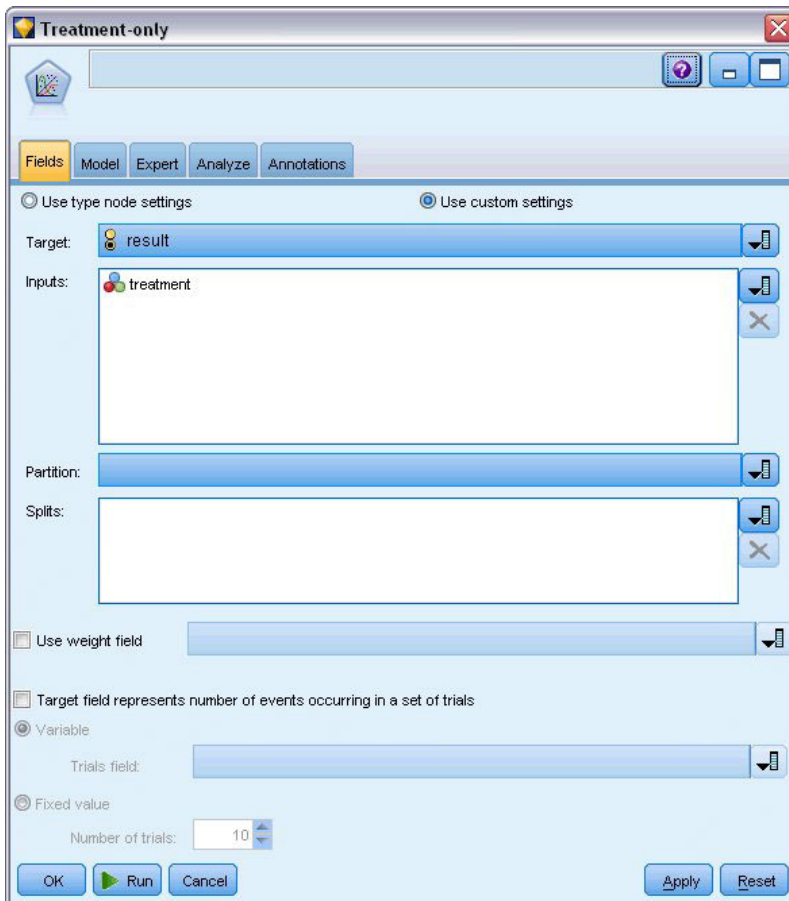 Treatment-only
Fields Model Expert Analyze Annotations
Use type node settings Use custom settings
Target: result
Inputs: treatment
Partition:
Splits:
Use weight field
Target field represents number of events occurring in a set of trials
Variable
Trials field:
Fixed value
Number of trials: 10
OK Run Cancel Apply Reset